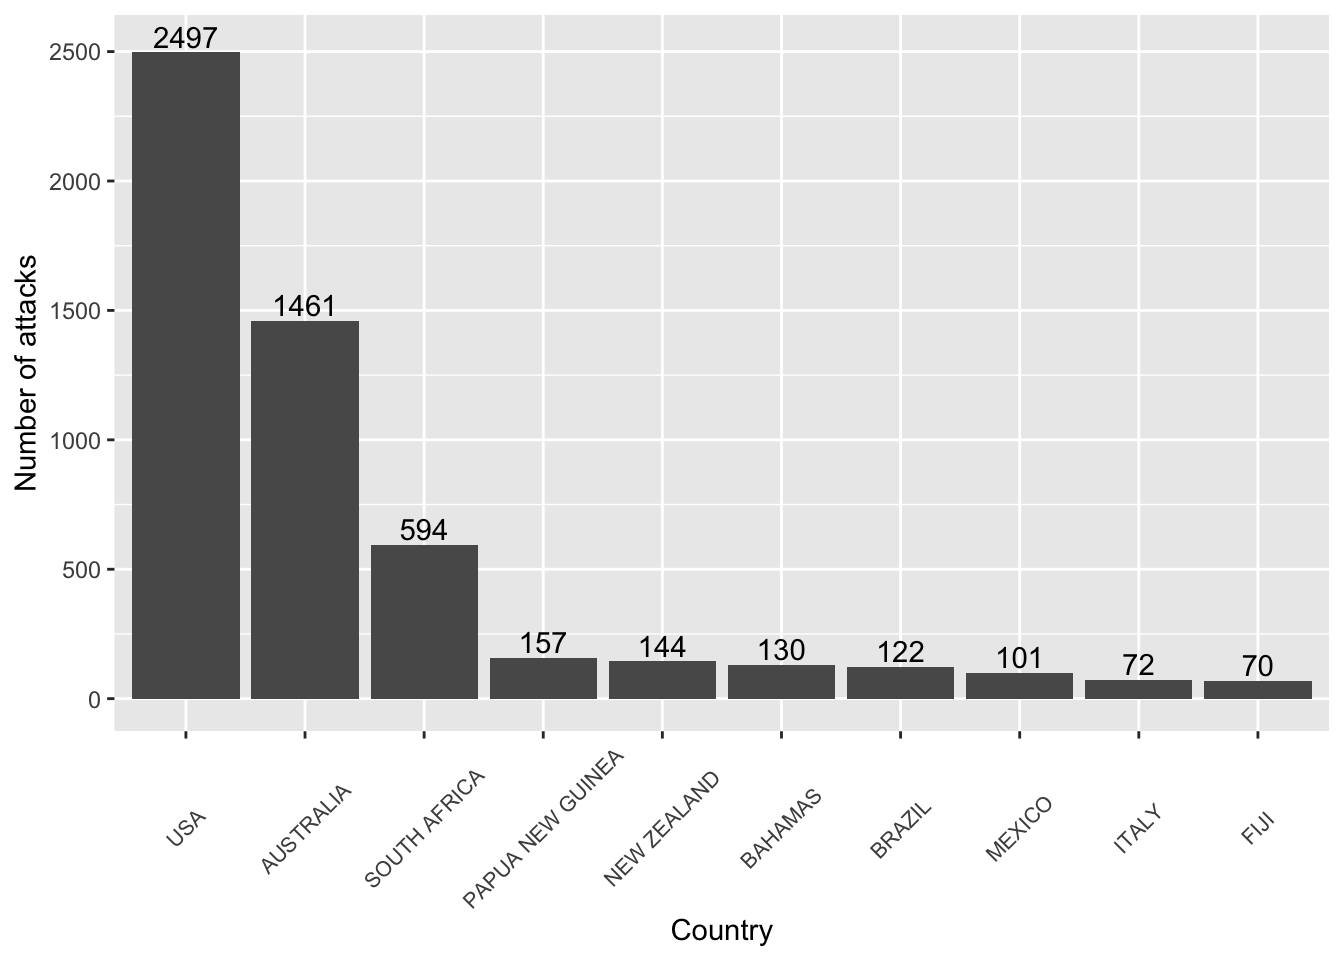 2497
1461
594
157
144
130
122
101
72
70
2500
2000
1500
1000
500
0
Number of attacks
USA
AUSTRALIA
SOUTH AFRICA
PAPUA NEW GUINEA
NEW ZEALAND
BAHAMAS
BRAZIL
MEXICO
ITALY
FIJI
Country